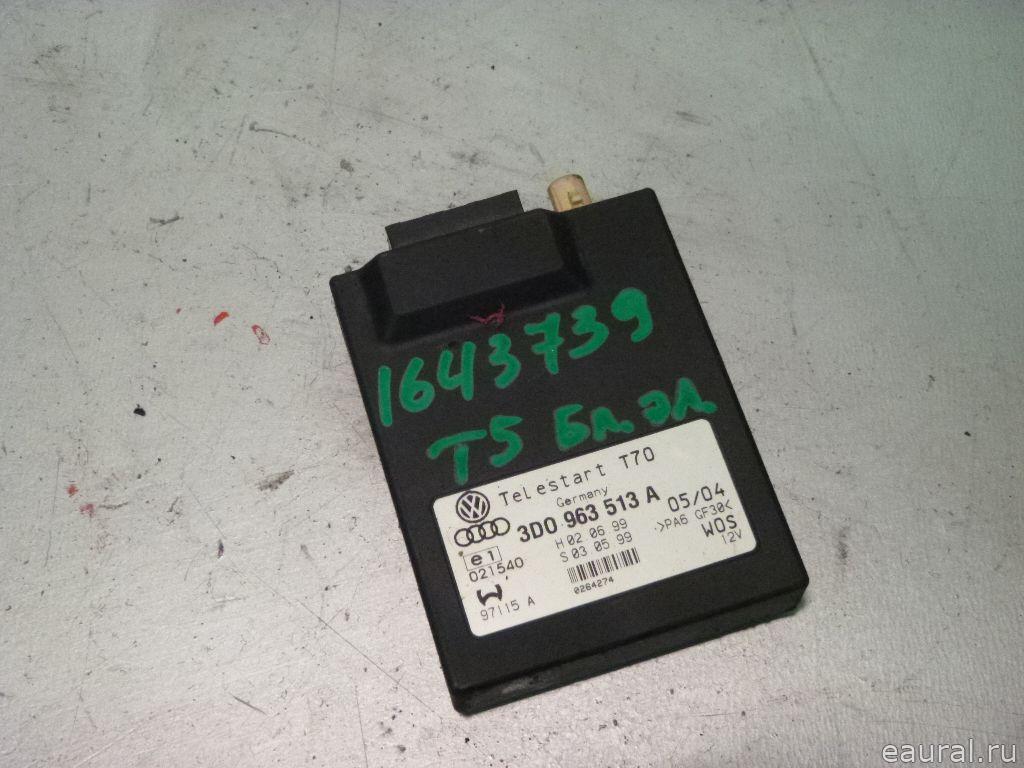 1643739
T5 Бл. эл.
Telestart T70
Germany
3D0 963 513 A 05/04
H 02 06 99 >PA6 GF30<
S 03 05 99 WOS
12V
e1
021540
97115 A
0264274
eaural.ru